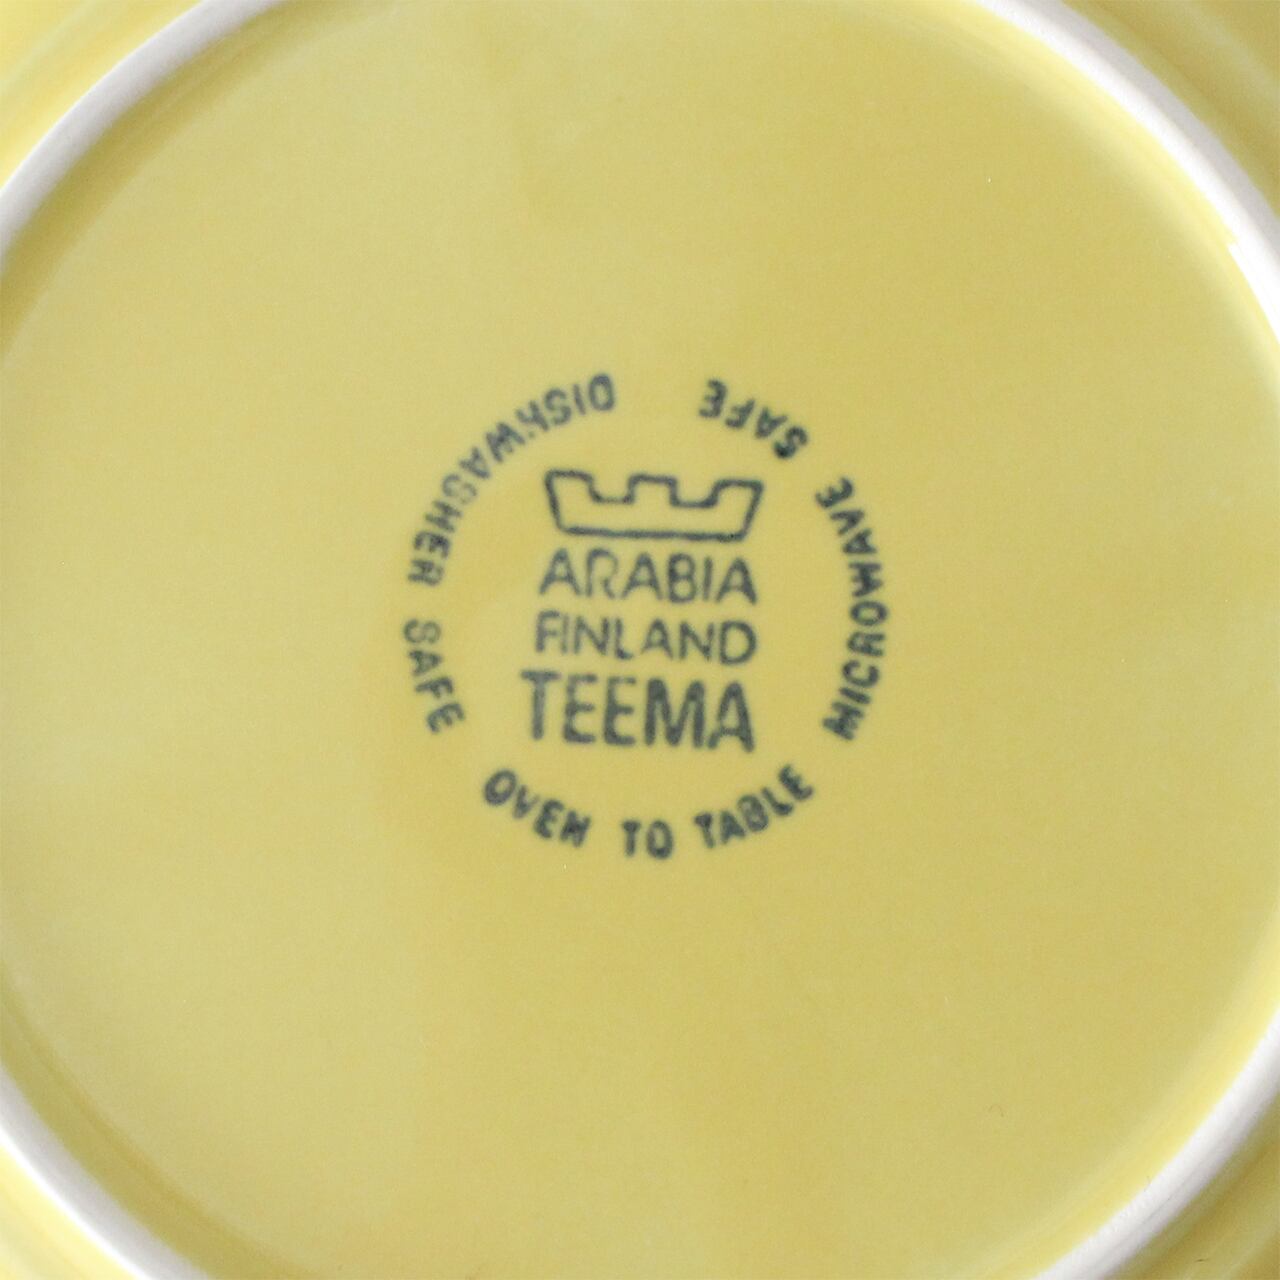 ARABIA
FINLAND
TEEMA
DISHWASHER SAFE
OVEN TO TABLE
MICROWAVE SAFE